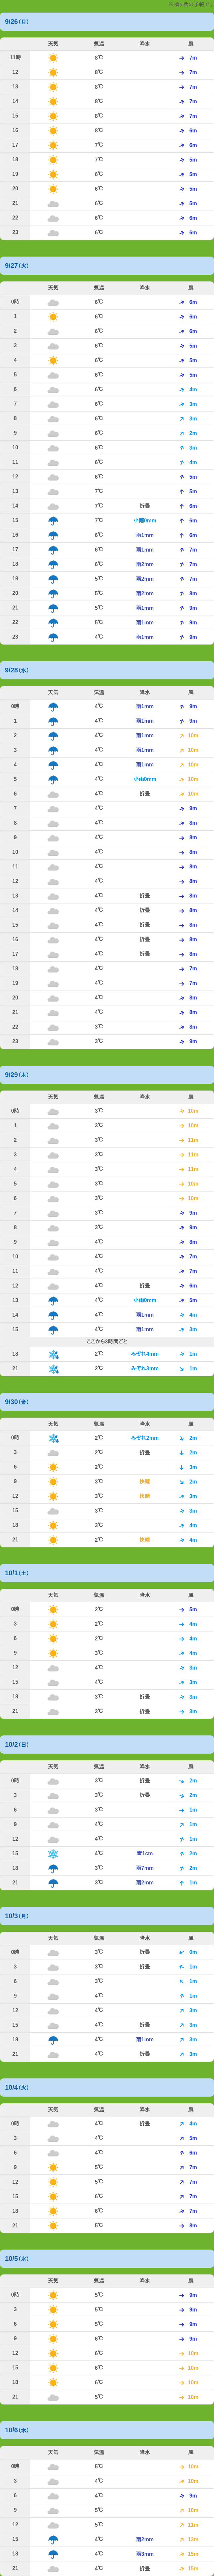 9/26(月)
天気 気温 降水 風
11時 8℃ 7m
12 8℃ 7m
13 8℃ 7m
14 8℃ 7m
15 8℃ 7m
16 8℃ 6m
17 7℃ 6m
18 7℃ 5m
19 6℃ 5m
20 6℃ 5m
21 6℃ 5m
22 6℃ 6m
23 6℃ 6m
9/27(火)
天気 気温 降水 風
0時 6℃ 6m
1 6℃ 6m
2 6℃ 6m
3 6℃ 5m
4 6℃ 5m
5 6℃ 5m
6 6℃ 4m
7 6℃ 3m
8 6℃ 3m
9 6℃ 2m
10 6℃ 3m
11 6℃ 4m
12 6℃ 5m
13 7℃ 5m
14 7℃ 折畳 6m
15 7℃ 小雨0mm 6m
16 6℃ 雨1mm 6m
17 6℃ 雨1mm 7m
18 6℃ 雨2mm 7m
19 5℃ 雨2mm 7m
20 5℃ 雨2mm 8m
21 5℃ 雨1mm 9m
22 5℃ 雨1mm 9m
23 4℃ 雨1mm 9m
9/28(水)
天気 気温 降水 風
0時 4℃ 雨1mm 9m
1 4℃ 雨1mm 9m
2 4℃ 雨1mm 10m
3 4℃ 雨1mm 10m
4 4℃ 雨1mm 10m
5 4℃ 小雨0mm 10m
6 4℃ 折畳 10m
7 4℃ 9m
8 4℃ 8m
9 4℃ 8m
10 4℃ 8m
11 4℃ 8m
12 4℃ 8m
13 4℃ 折畳 8m
14 4℃ 折畳 8m
15 4℃ 折畳 8m
16 4℃ 折畳 8m
17 4℃ 折畳 8m
18 4℃ 7m
19 4℃ 7m
20 4℃ 8m
21 4℃ 8m
22 3℃ 8m
23 3℃ 9m
9/29(木)
天気 気温 降水 風
0時 3℃ 10m
1 3℃ 10m
2 3℃ 11m
3 3℃ 11m
4 3℃ 11m
5 3℃ 10m
6 3℃ 10m
7 3℃ 9m
8 3℃ 9m
9 4℃ 8m
10 4℃ 7m
11 4℃ 7m
12 4℃ 折畳 6m
13 4℃ 小雨0mm 5m
14 4℃ 雨1mm 4m
15 4℃ 雨1mm 3m
ここから3時間ごと
18 2℃ みぞれ4mm 1m
21 2℃ みぞれ3mm 1m
9/30(金)
天気 気温 降水 風
0時 2℃ みぞれ2mm 2m
3 2℃ 折畳 2m
6 2℃ 3m
9 3℃ 快晴 2m
12 3℃ 快晴 3m
15 3℃ 3m
18 3℃ 4m
21 2℃ 快晴 4m
10/1(土)
天気 気温 降水 風
0時 2℃ 5m
3 2℃ 4m
6 2℃ 4m
9 3℃ 4m
12 4℃ 3m
15 4℃ 3m
18 3℃ 折畳 3m
21 3℃ 折畳 3m
10/2(日)
天気 気温 降水 風
0時 3℃ 折畳 2m
3 3℃ 折畳 2m
6 3℃ 1m
9 4℃ 1m
12 4℃ 1m
15 4℃ 雪1cm 2m
18 3℃ 雨7mm 2m
21 3℃ 雨2mm 1m
10/3(月)
天気 気温 降水 風
0時 3℃ 折畳 0m
3 3℃ 折畳 1m
6 3℃ 1m
9 4℃ 1m
12 4℃ 3m
15 4℃ 折畳 3m
18 4℃ 雨1mm 3m
21 4℃ 折畳 3m
10/4(火)
天気 気温 降水 風
0時 4℃ 折畳 4m
3 4℃ 5m
6 4℃ 6m
9 5℃ 7m
12 5℃ 7m
15 6℃ 7m
18 6℃ 7m
21 5℃ 8m
10/5(水)
天気 気温 降水 風
0時 5℃ 9m
3 5℃ 9m
6 5℃ 9m
9 6℃ 9m
12 6℃ 10m
15 6℃ 10m
18 6℃ 10m
21 5℃ 10m
10/6(木)
天気 気温 降水 風
0時 5℃ 10m
3 4℃ 10m
6 4℃ 9m
9 5℃ 10m
12 5℃ 11m
15 4℃ 雨2mm 13m
18 4℃ 雨3mm 15m
21 4℃ 折畳 15m